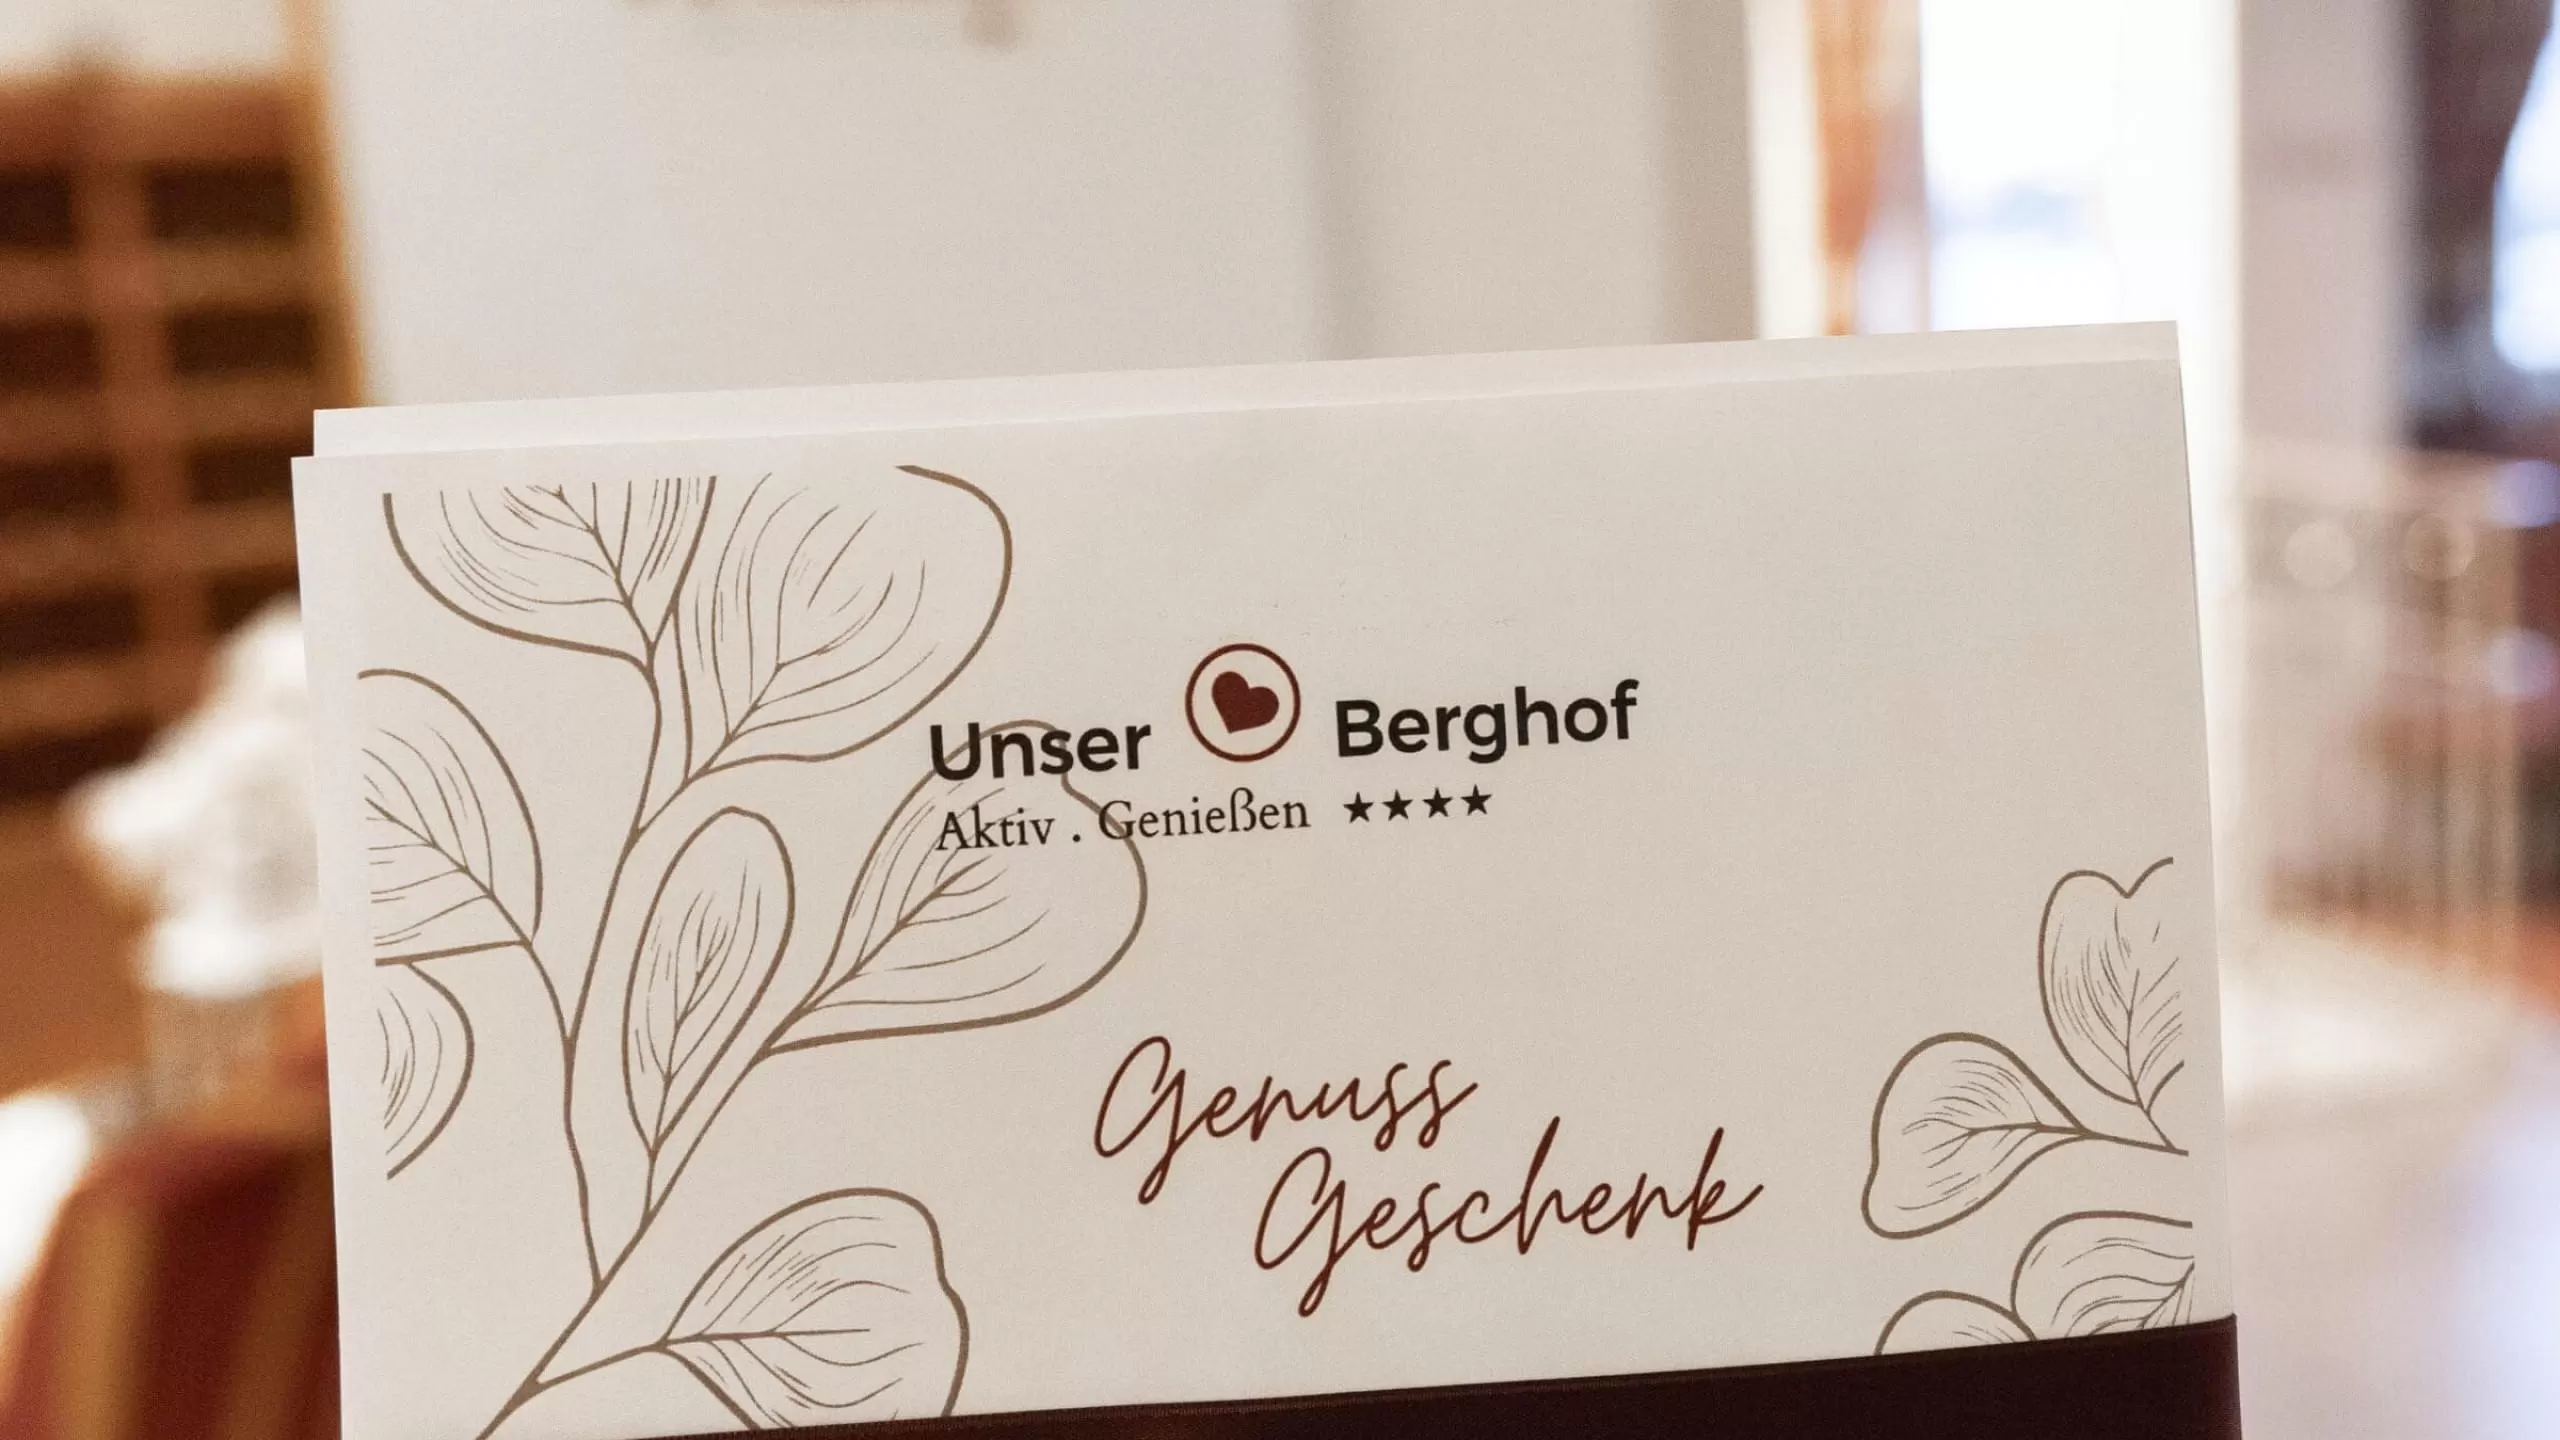 Unser Berghof
Aktiv . Genießen ★★★★
Genuss
Geschenk